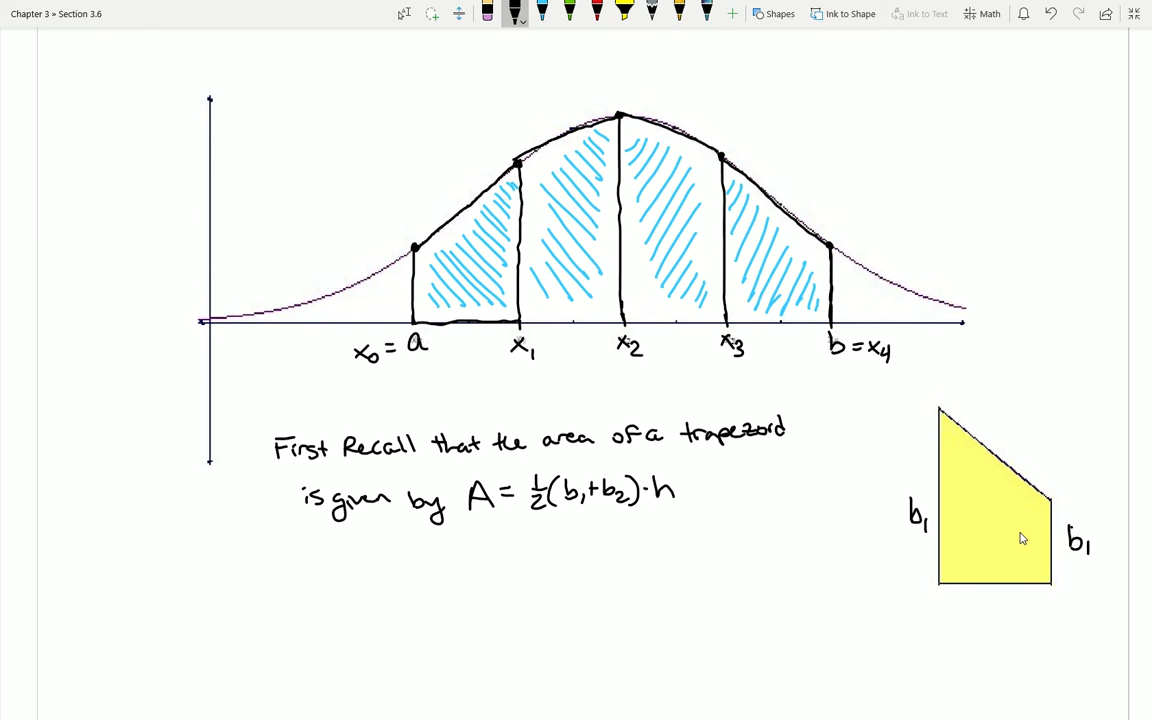 Chapter 3 » Section 3.6
Shapes
Ink to Shape
Ink to Text
Math
x₀ = a
x₁
x₂
x₃
b = x₄
First Recall that the area of a trapezoid
is given by A = ½(b₁+b₂)·h
b₁
b₁